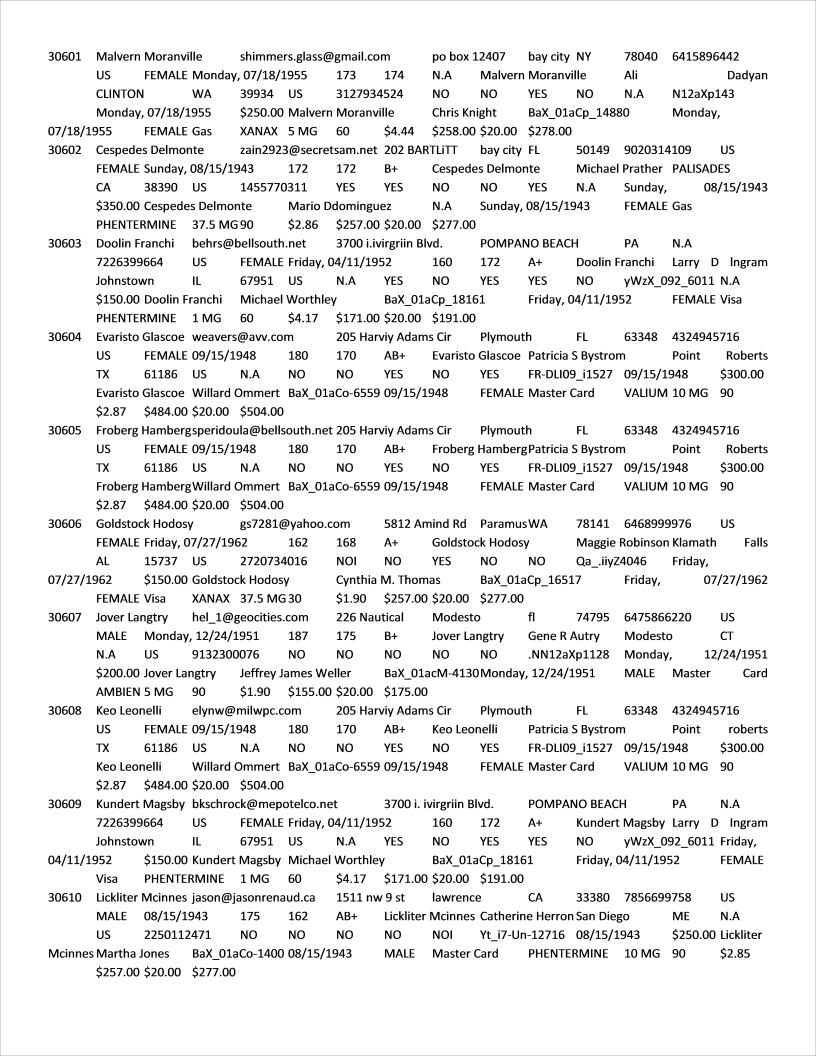 30601 Malvern Moranville shimmers.glass@gmail.com po box 12407 bay city NY 78040 6415896442
US FEMALE Monday, 07/18/1955 173 174 N.A Malvern Moranville Ali Dadyan
CLINTON WA 39934 US 3127934524 NO NO YES NO N.A N12aXp143
Monday, 07/18/1955 $250.00 Malvern Moranville Chris Knight BaX_01aCp_14880 Monday,
07/18/1955 FEMALE Gas XANAX 5 MG 60 $4.44 $258.00 $20.00 $278.00
30602 Cespedes Delmonte zain2923@secretsam.net 202 BARTLiTT bay city FL 50149 9020314109 US
FEMALE Sunday, 08/15/1943 172 172 B+ Cespedes Delmonte Michael Prather PALISADES
CA 38390 US 1455770311 YES YES NO NO YES N.A Sunday, 08/15/1943
$350.00 Cespedes Delmonte Mario Ddominguez N.A Sunday, 08/15/1943 FEMALE Gas
PHENTERMINE 37.5 MG 90 $2.86 $257.00 $20.00 $277.00
30603 Doolin Franchi behrs@bellsouth.net 3700 i.ivirgriin Blvd. POMPANO BEACH PA N.A
7226399664 US FEMALE Friday, 04/11/1952 160 172 A+ Doolin Franchi Larry D Ingram
Johnstown IL 67951 US N.A YES NO YES YES NO yWzX_092_6011 N.A
$150.00 Doolin Franchi Michael Worthley BaX_01aCp_18161 Friday, 04/11/1952 FEMALE Visa
PHENTERMINE 1 MG 60 $4.17 $171.00 $20.00 $191.00
30604 Evaristo Glascoe weavers@avv.com 205 Harviy Adams Cir Plymouth FL 63348 4324945716
US FEMALE 09/15/1948 180 170 AB+ Evaristo Glascoe Patricia S Bystrom Point Roberts
TX 61186 US N.A NO NO YES NO YES FR-DLI09_i1527 09/15/1948 $300.00
Evaristo Glascoe Willard Ommert BaX_01aCo-6559 09/15/1948 FEMALE Master Card VALIUM 10 MG 90
$2.87 $484.00 $20.00 $504.00
30605 Froberg Hamberg speridoula@bellsouth.net 205 Harviy Adams Cir Plymouth FL 63348 4324945716
US FEMALE 09/15/1948 180 170 AB+ Froberg Hamberg Patricia S Bystrom Point Roberts
TX 61186 US N.A NO NO YES NO YES FR-DLI09_i1527 09/15/1948 $300.00
Froberg Hamberg Willard Ommert BaX_01aCo-6559 09/15/1948 FEMALE Master Card VALIUM 10 MG 90
$2.87 $484.00 $20.00 $504.00
30606 Goldstock Hodosy gs7281@yahoo.com 5812 Amind Rd Paramus WA 78141 6468999976 US
FEMALE Friday, 07/27/1962 162 168 A+ Goldstock Hodosy Maggie Robinson Klamath Falls
AL 15737 US 2720734016 NOI NO YES NO NO Qa_.iiyZ4046 Friday,
07/27/1962 $150.00 Goldstock Hodosy Cynthia M. Thomas BaX_01aCp_16517 Friday, 07/27/1962
FEMALE Visa XANAX 37.5 MG 30 $1.90 $257.00 $20.00 $277.00
30607 Jover Langtry hel_1@geocities.com 226 Nautical Modesto fl 74795 6475866220 US
MALE Monday, 12/24/1951 187 175 B+ Jover Langtry Gene R Autry Modesto CT
N.A US 9132300076 NO NO NO NO NO .NN12aXp1128 Monday, 12/24/1951
$200.00 Jover Langtry Jeffrey James Weller BaX_01acM-4130 Monday, 12/24/1951 MALE Master Card
AMBIEN 5 MG 90 $1.90 $155.00 $20.00 $175.00
30608 Keo Leonelli elynw@milwpc.com 205 Harviy Adams Cir Plymouth FL 63348 4324945716
US FEMALE 09/15/1948 180 170 AB+ Keo Leonelli Patricia S Bystrom Point roberts
TX 61186 US N.A NO NO YES NO YES FR-DLI09_i1527 09/15/1948 $300.00
Keo Leonelli Willard Ommert BaX_01aCo-6559 09/15/1948 FEMALE Master Card VALIUM 10 MG 90
$2.87 $484.00 $20.00 $504.00
30609 Kundert Magsby bkschrock@mepotelco.net 3700 i. ivirgriin Blvd. POMPANO BEACH PA N.A
7226399664 US FEMALE Friday, 04/11/1952 160 172 A+ Kundert Magsby Larry D Ingram
Johnstown IL 67951 US N.A YES NO YES YES NO yWzX_092_6011 Friday,
04/11/1952 $150.00 Kundert Magsby Michael Worthley BaX_01aCp_18161 Friday, 04/11/1952 FEMALE
Visa PHENTERMINE 1 MG 60 $4.17 $171.00 $20.00 $191.00
30610 Lickliter Mcinnes jason@jasonrenaud.ca 1511 nw 9 st lawrence CA 33380 7856699758 US
MALE 08/15/1943 175 162 AB+ Lickliter Mcinnes Catherine Herron San Diego ME N.A
US 2250112471 NO NO NO NO NOI Yt_i7-Un-12716 08/15/1943 $250.00 Lickliter
Mcinnes Martha Jones BaX_01aCo-1400 08/15/1943 MALE Master Card PHENTERMINE 10 MG 90 $2.85
$257.00 $20.00 $277.00